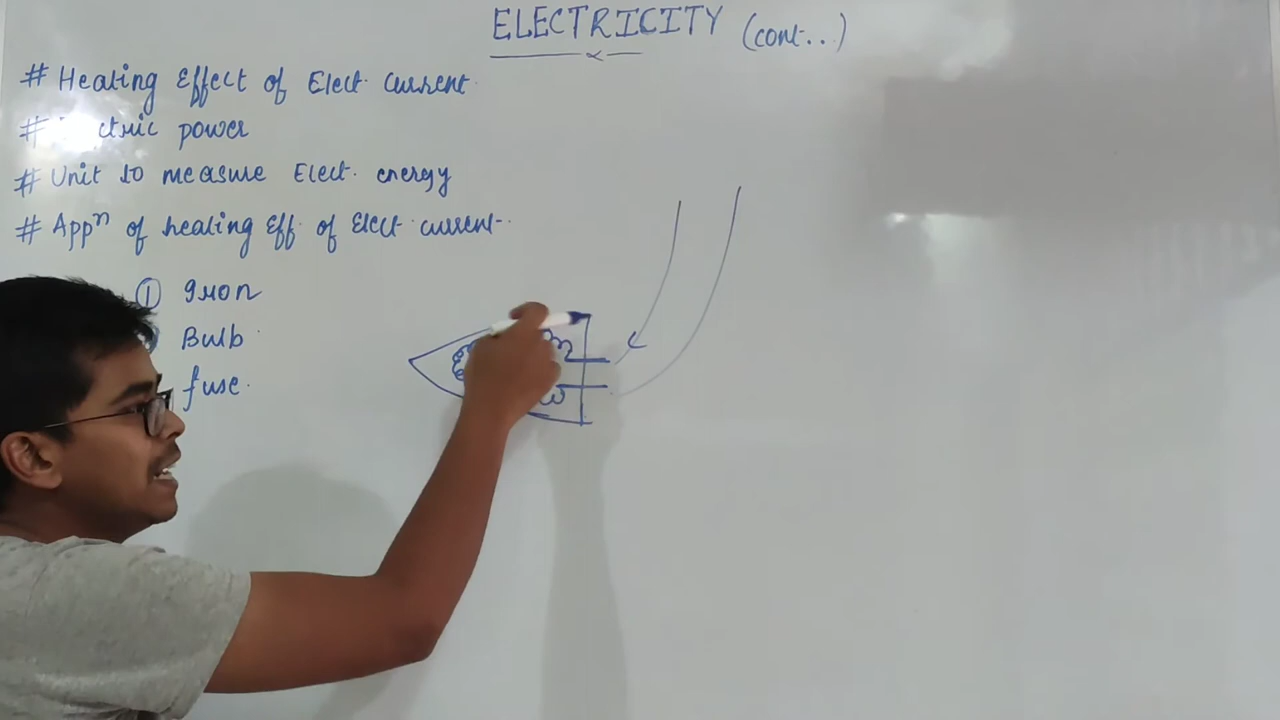 ELECTRICITY (cont...)
# Heating Effect of Elect. Current
# power
# Unit to measure Elect. energy
# Appⁿ of heating Eff. of Elect. current.
① Iron
Bulb
fuse.